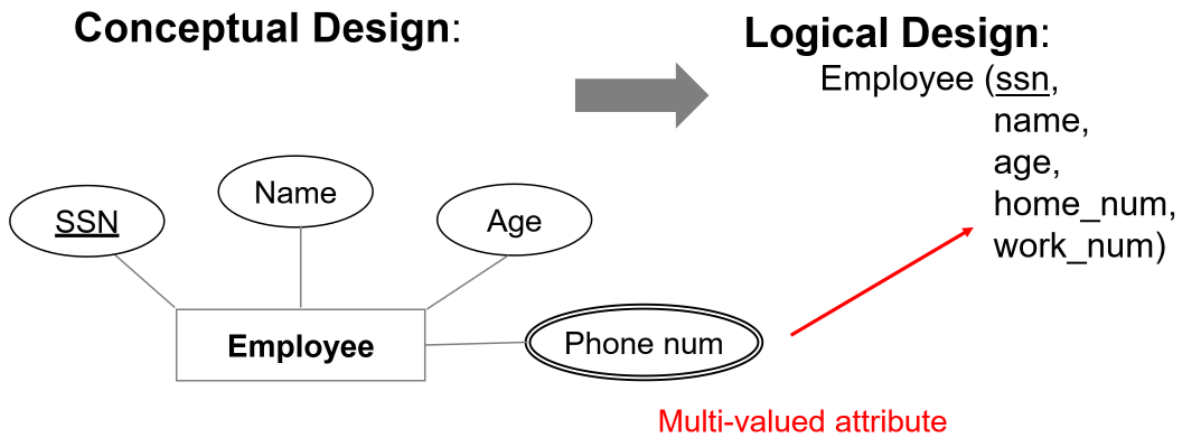 Conceptual Design:
Logical Design:
Employee (ssn,
name,
age,
home_num,
work_num)
SSN
Name
Age
Employee
Phone num
Multi-valued attribute